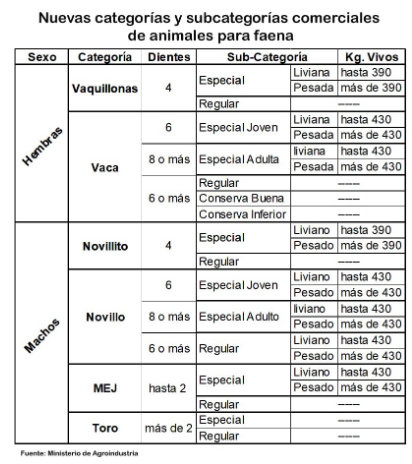 Nuevas categorías y subcategorías comerciales
de animales para faena
Sexo Categoría Dientes Sub-Categoría Kg. Vivos
Hembras
Vaquillonas 4 Especial Liviana hasta 390
Pesada más de 390
Regular ------
Vaca 6 Especial Joven Liviana hasta 430
Pesada más de 430
8 o más Especial Adulta liviana hasta 430
Pesada más de 430
6 o más Regular ------
Conserva Buena ------
Conserva Inferior ------
Machos
Novillito 4 Especial Liviano hasta 390
Pesado más de 390
Regular ------
Novillo 6 Especial Joven Liviano hasta 430
Pesado más de 430
8 o más Especial Adulto liviano hasta 430
Pesado más de 430
6 o más Regular Liviano hasta 430
Pesado más de 430
MEJ hasta 2 Especial Liviano hasta 430
Pesado más de 430
Regular ------
Toro más de 2 Especial ------
Regular ------
Fuente: Ministerio de Agroindustria